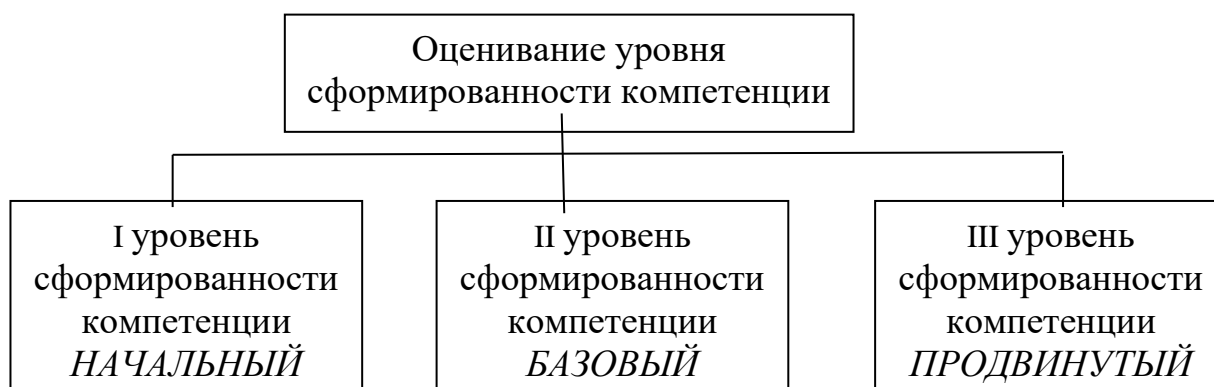 Оценивание уровня
сформированности компетенции
I уровень
сформированности
компетенции
НАЧАЛЬНЫЙ
II уровень
сформированности
компетенции
БАЗОВЫЙ
III уровень
сформированности
компетенции
ПРОДВИНУТЫЙ